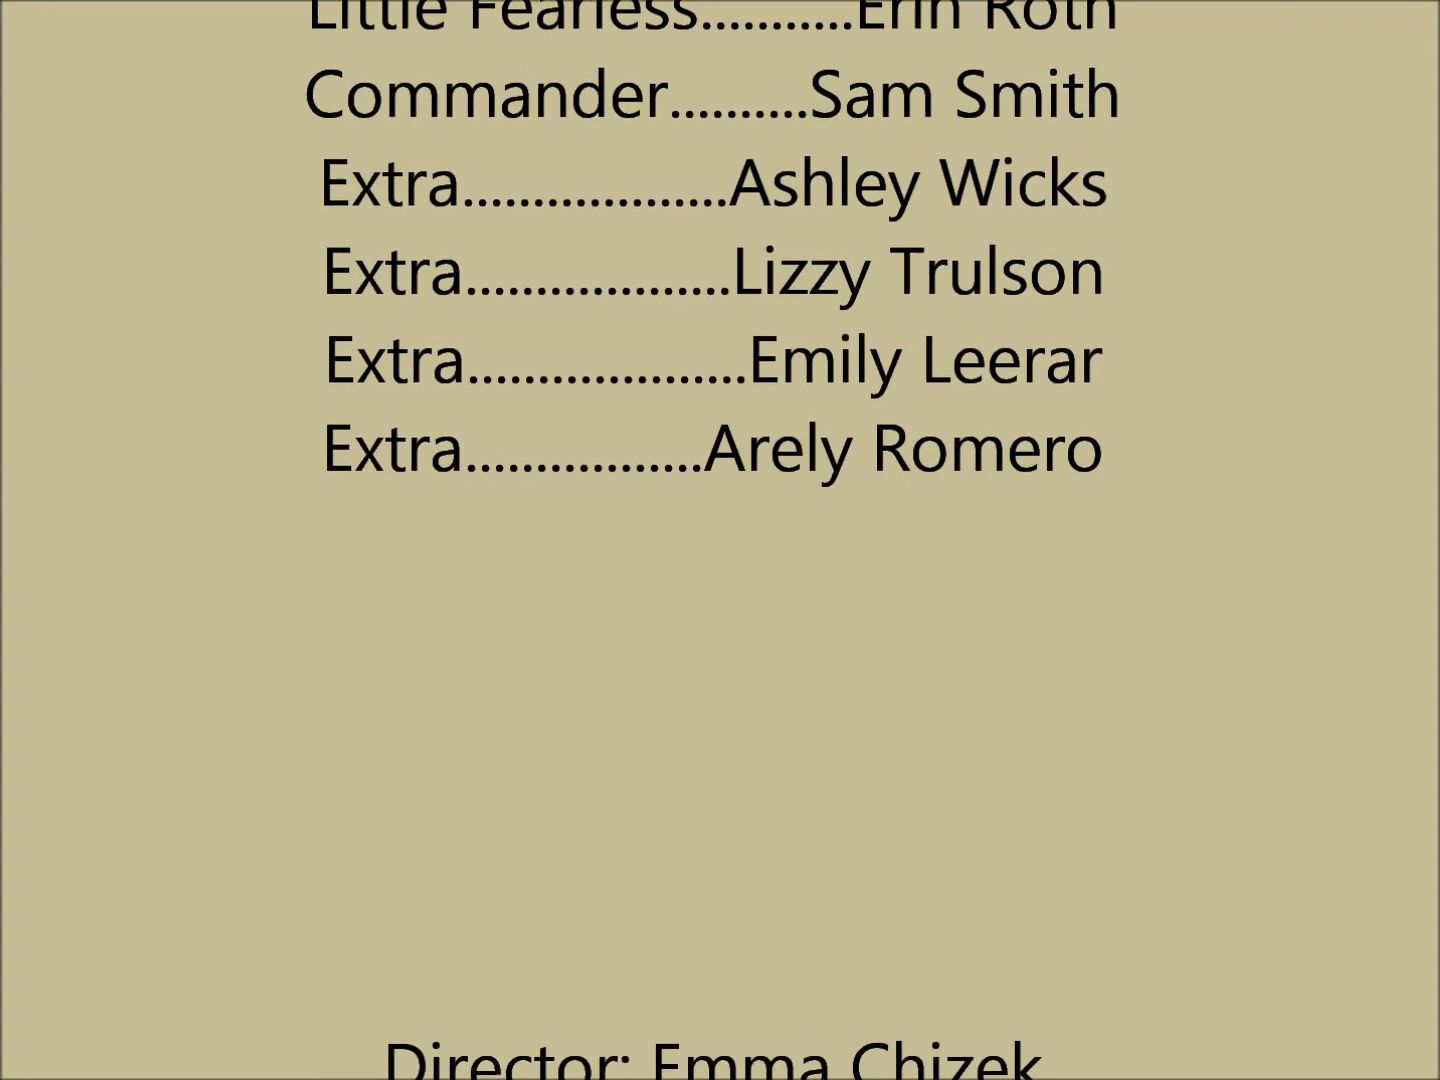 Little Fearless...........Erin Roth
Commander..........Sam Smith
Extra...................Ashley Wicks
Extra...................Lizzy Trulson
Extra....................Emily Leerar
Extra.................Arely Romero
Director: Emma Chizek